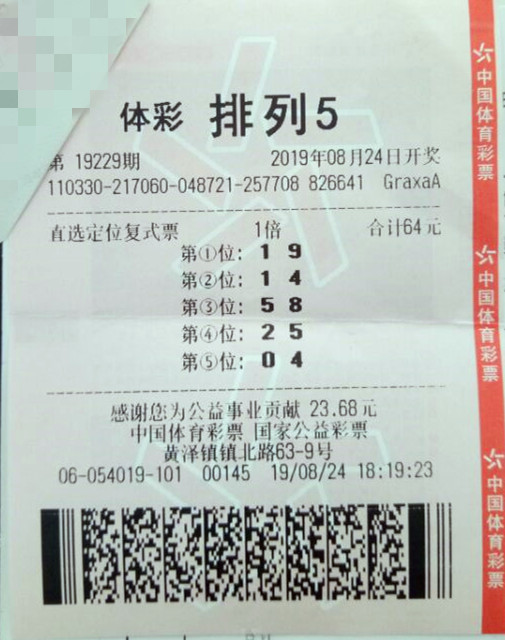 体彩 排列5
第 19229期 2019年08月24日开奖
110330-217060-048721-257708 826641 GraxaA
直选定位复式票 1倍 合计64元
第①位: 1 9
第②位: 1 4
第③位: 5 8
第④位: 2 5
第⑤位: 0 4
感谢您为公益事业贡献 23.68元
中国体育彩票 国家公益彩票
黄泽镇镇北路63-9号
06-054019-101 00145 19/08/24 18:19:23
中国体育彩票
中国体育彩票
中国体育彩票